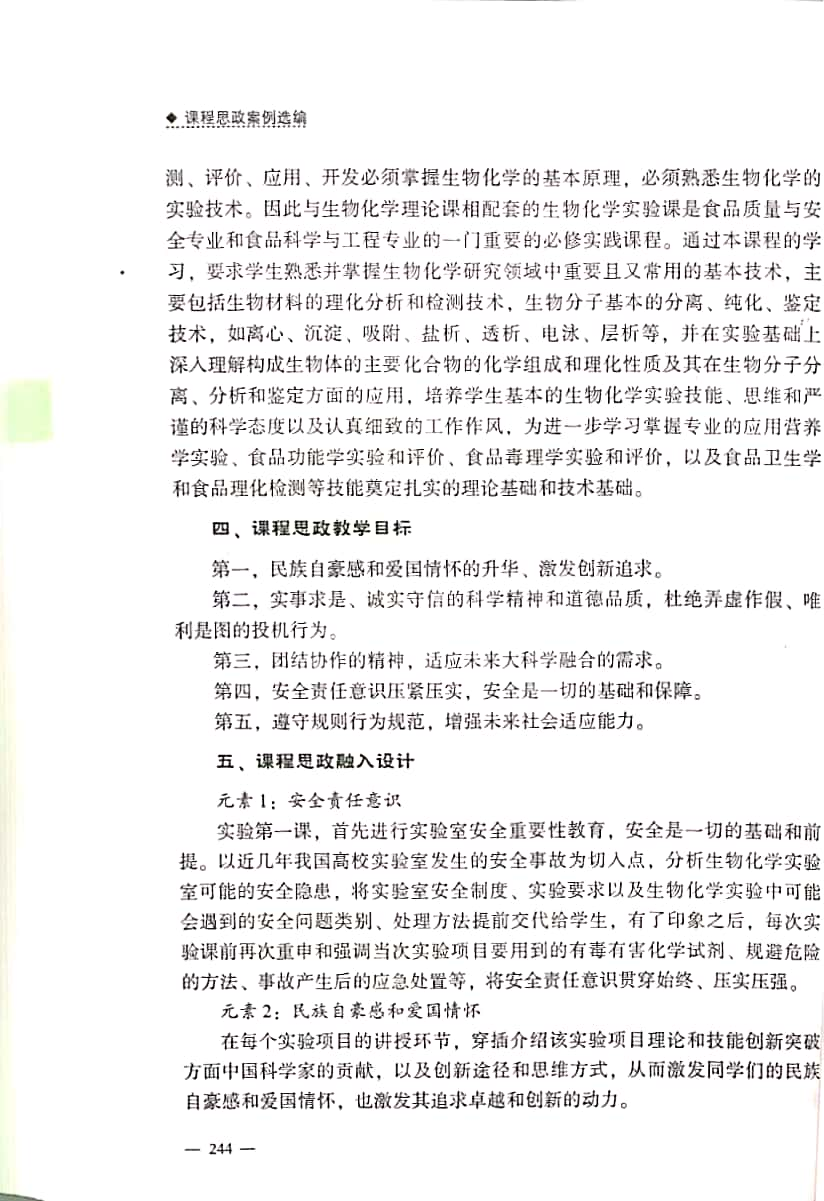 ◆ 课程思政案例选编
测、评价、应用、开发必须掌握生物化学的基本原理，必须熟悉生物化学的
实验技术。因此与生物化学理论课相配套的生物化学实验课是食品质量与安
全专业和食品科学与工程专业的一门重要的必修实践课程。通过本课程的学
习，要求学生熟悉并掌握生物化学研究领域中重要且又常用的基本技术，主
要包括生物材料的理化分析和检测技术，生物分子基本的分离、纯化、鉴定
技术，如离心、沉淀、吸附、盐析、透析、电泳、层析等，并在实验基础上
深入理解构成生物体的主要化合物的化学组成和理化性质及其在生物分子分
离、分析和鉴定方面的应用，培养学生基本的生物化学实验技能、思维和严
谨的科学态度以及认真细致的工作作风，为进一步学习掌握专业的应用营养
学实验、食品功能学实验和评价、食品毒理学实验和评价，以及食品卫生学
和食品理化检测等技能奠定扎实的理论基础和技术基础。
四、课程思政教学目标
第一，民族自豪感和爱国情怀的升华、激发创新追求。
第二，实事求是、诚实守信的科学精神和道德品质，杜绝弄虚作假、唯
利是图的投机行为。
第三，团结协作的精神，适应未来大科学融合的需求。
第四，安全责任意识压紧压实，安全是一切的基础和保障。
第五，遵守规则行为规范，增强未来社会适应能力。
五、课程思政融入设计
元素1：安全责任意识
实验第一课，首先进行实验室安全重要性教育，安全是一切的基础和前
提。以近几年我国高校实验室发生的安全事故为切入点，分析生物化学实验
室可能的安全隐患，将实验室安全制度、实验要求以及生物化学实验中可能
会遇到的安全问题类别、处理方法提前交代给学生，有了印象之后，每次实
验课前再次重申和强调当次实验项目要用到的有毒有害化学试剂、规避危险
的方法、事故产生后的应急处置等，将安全责任意识贯穿始终、压实压强。
元素2：民族自豪感和爱国情怀
在每个实验项目的讲授环节，穿插介绍该实验项目理论和技能创新突破
方面中国科学家的贡献，以及创新途径和思维方式，从而激发同学们的民族
自豪感和爱国情怀，也激发其追求卓越和创新的动力。
— 244 —